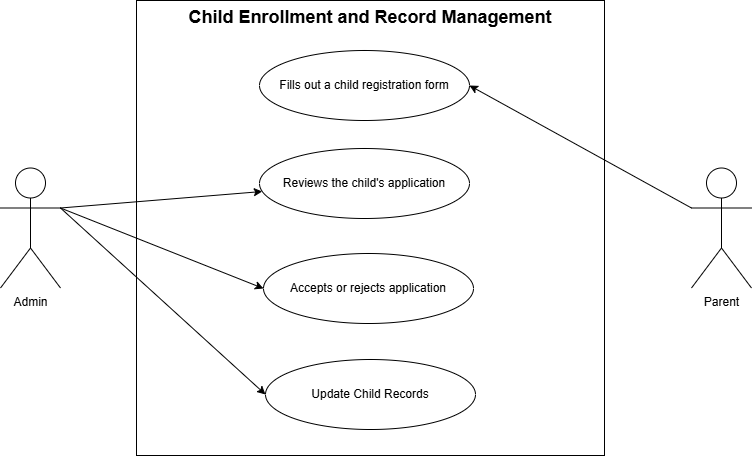 Child Enrollment and Record Management
Fills out a child registration form
Reviews the child's application
Accepts or rejects application
Admin
Parent
Update Child Records